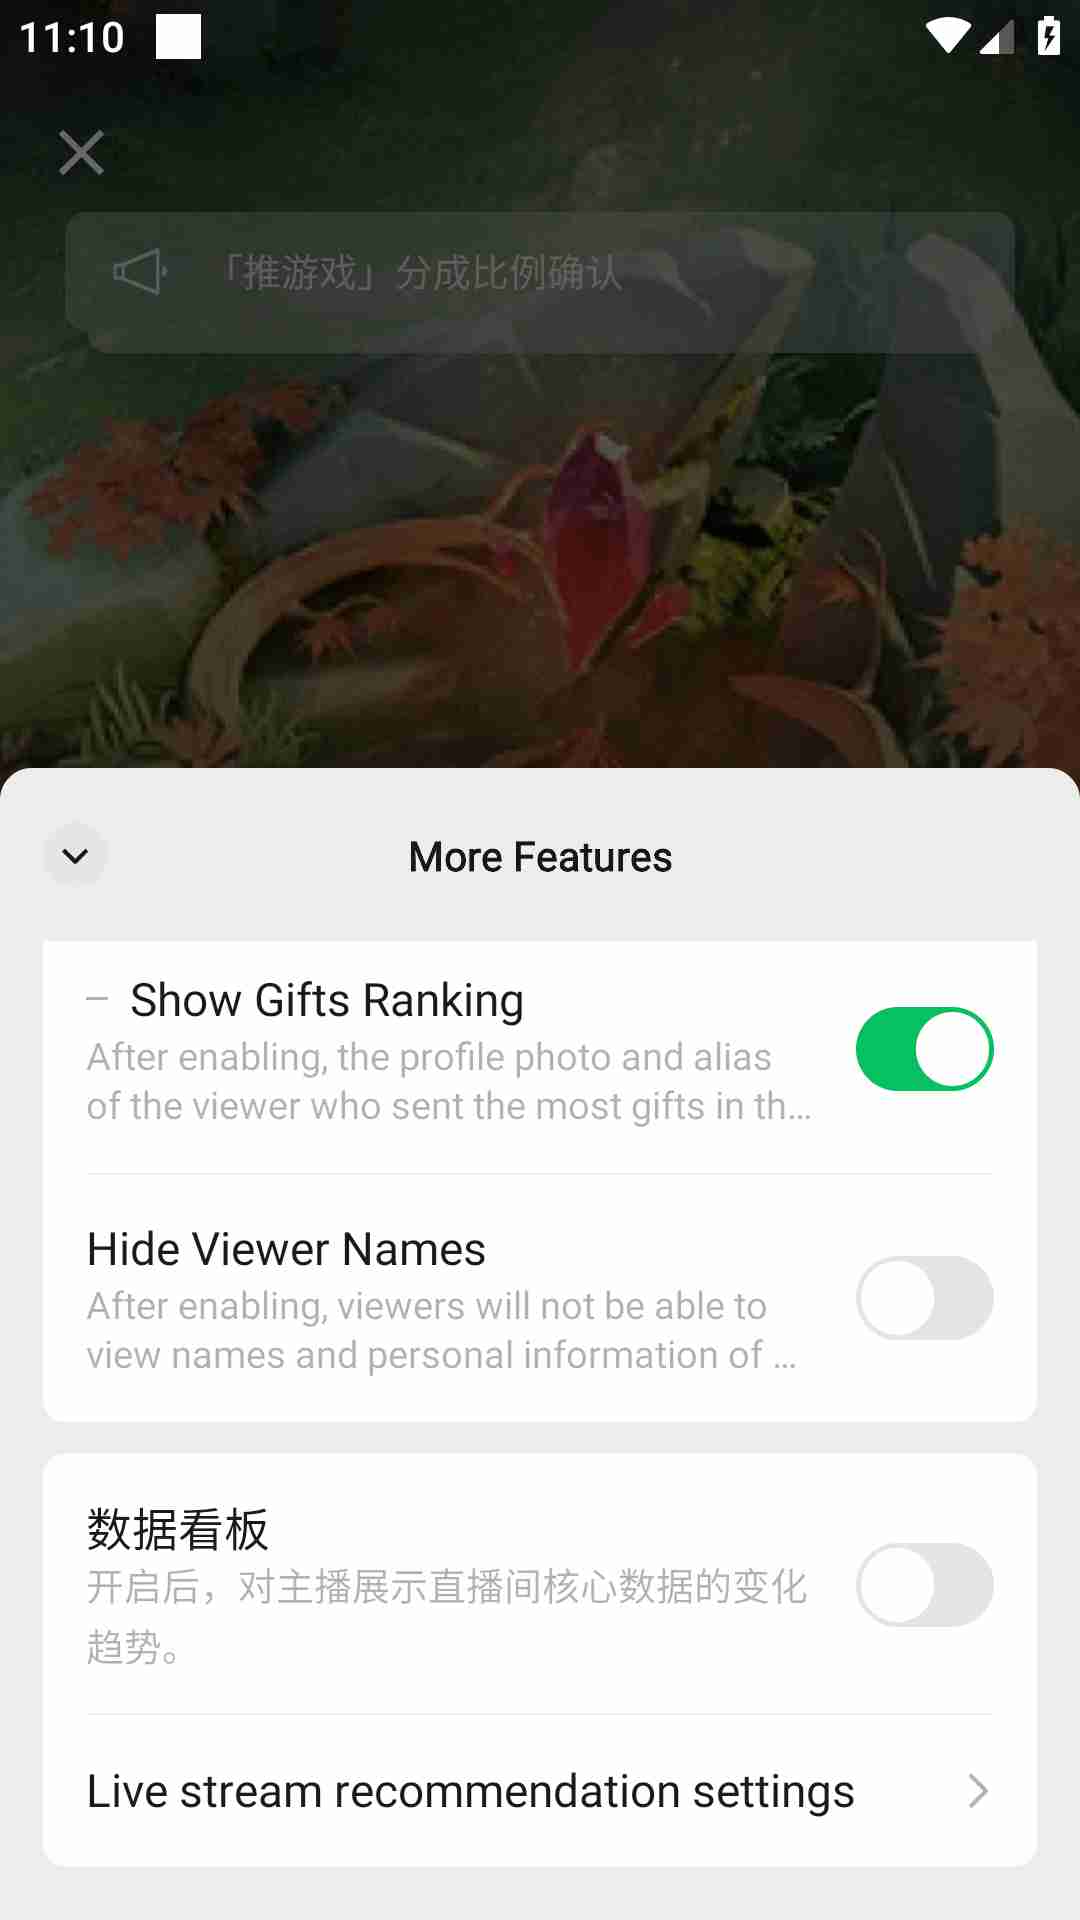 11:10
「推游戏」分成比例确认
More Features
Show Gifts Ranking
After enabling, the profile photo and alias
of the viewer who sent the most gifts in th...
Hide Viewer Names
After enabling, viewers will not be able to
view names and personal information of ...
数据看板
开启后，对主播展示直播间核心数据的变化
趋势。
Live stream recommendation settings